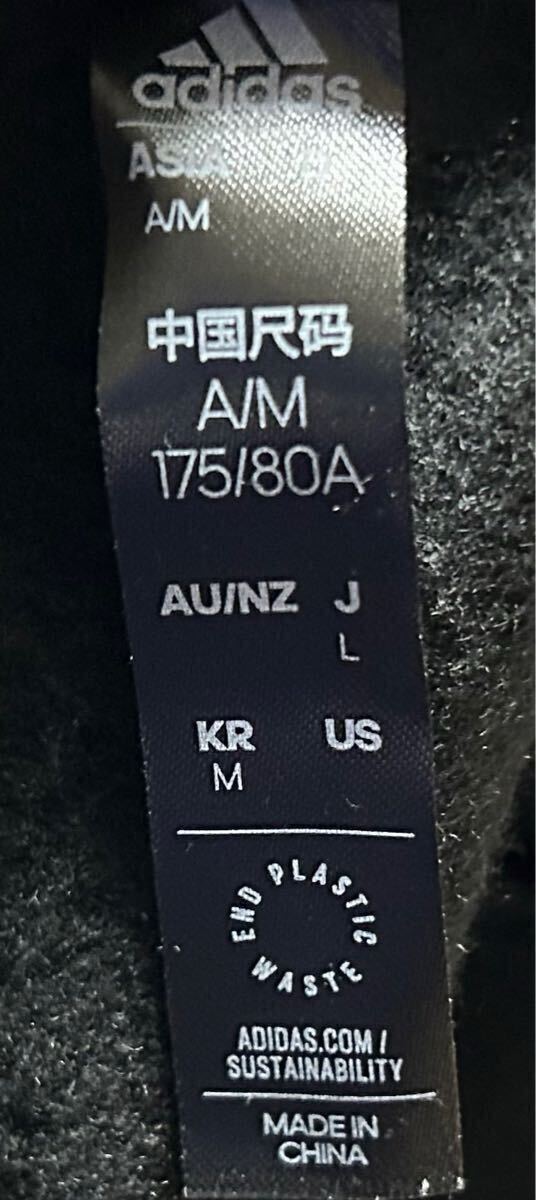 adidas
ASIA
A/M
中国尺码
A/M
175/80A
AU/NZ J
L
KR US
M
END PLASTIC WASTE
ADIDAS.COM /
SUSTAINABILITY
MADE IN
CHINA